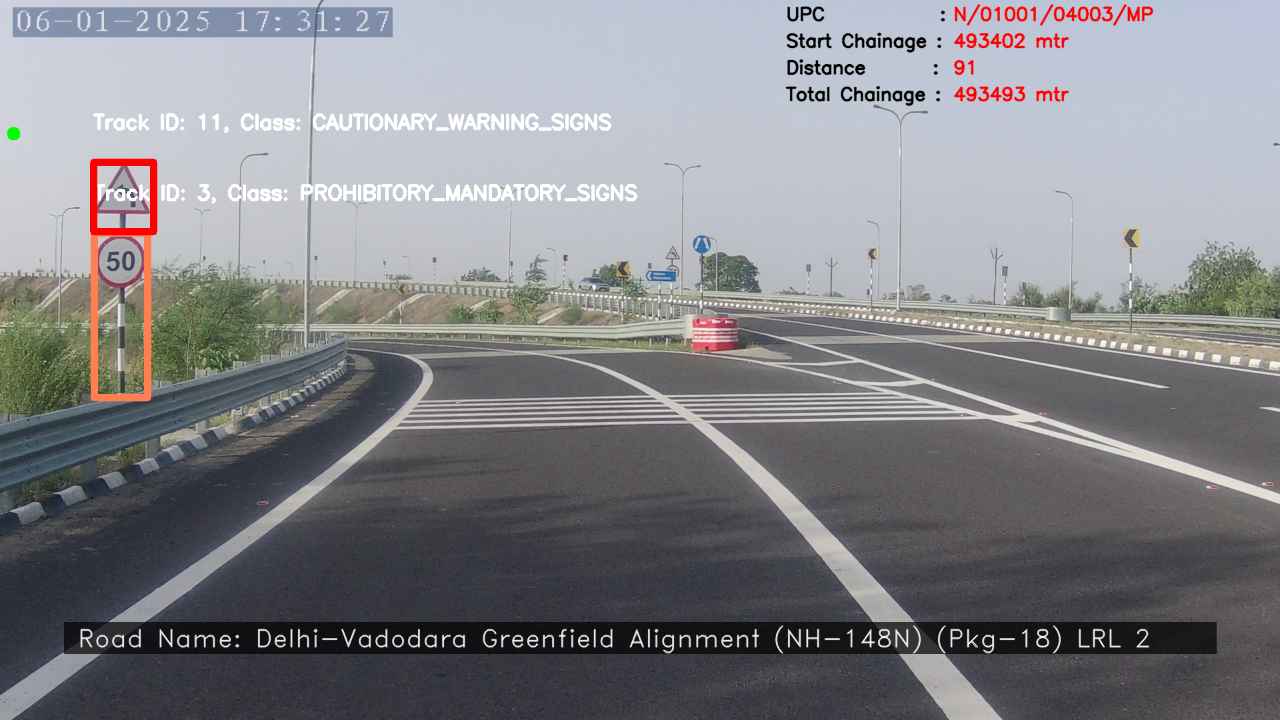 06-01-2025 17:31:27
UPC : N/01001/04003/MP
Start Chainage : 493402 mtr
Distance : 91
Total Chainage : 493493 mtr
Track ID: 11, Class: CAUTIONARY_WARNING_SIGNS
Track ID: 3, Class: PROHIBITORY_MANDATORY_SIGNS
50
Road Name: Delhi-Vadodara Greenfield Alignment (NH-148N) (Pkg-18) LRL 2